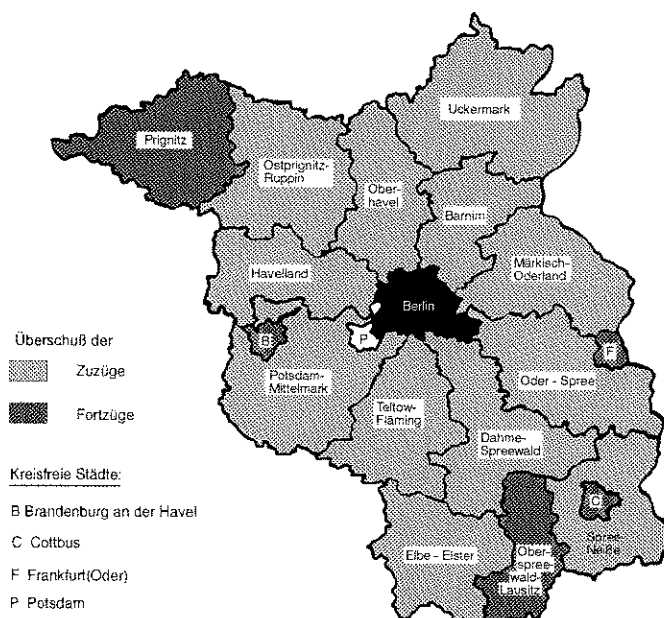 Uckermark
Prignitz
Ostprignitz-
Ruppin
Ober-
havel
Barnim
Havelland
Märkisch-
Oderland
Berlin
Überschuß der
Zuzüge
Fortzüge
B
P
F
Potsdam-
Mittelmark
Oder - Spree
Teltow-
Fläming
Dahme-
Spreewald
Kreisfreie Städte:
B Brandenburg an der Havel
C Cottbus
F Frankfurt(Oder)
P Potsdam
C
Spree-
Neiße
Elbe - Elster
Ober-
spree-
wald-
Lausitz